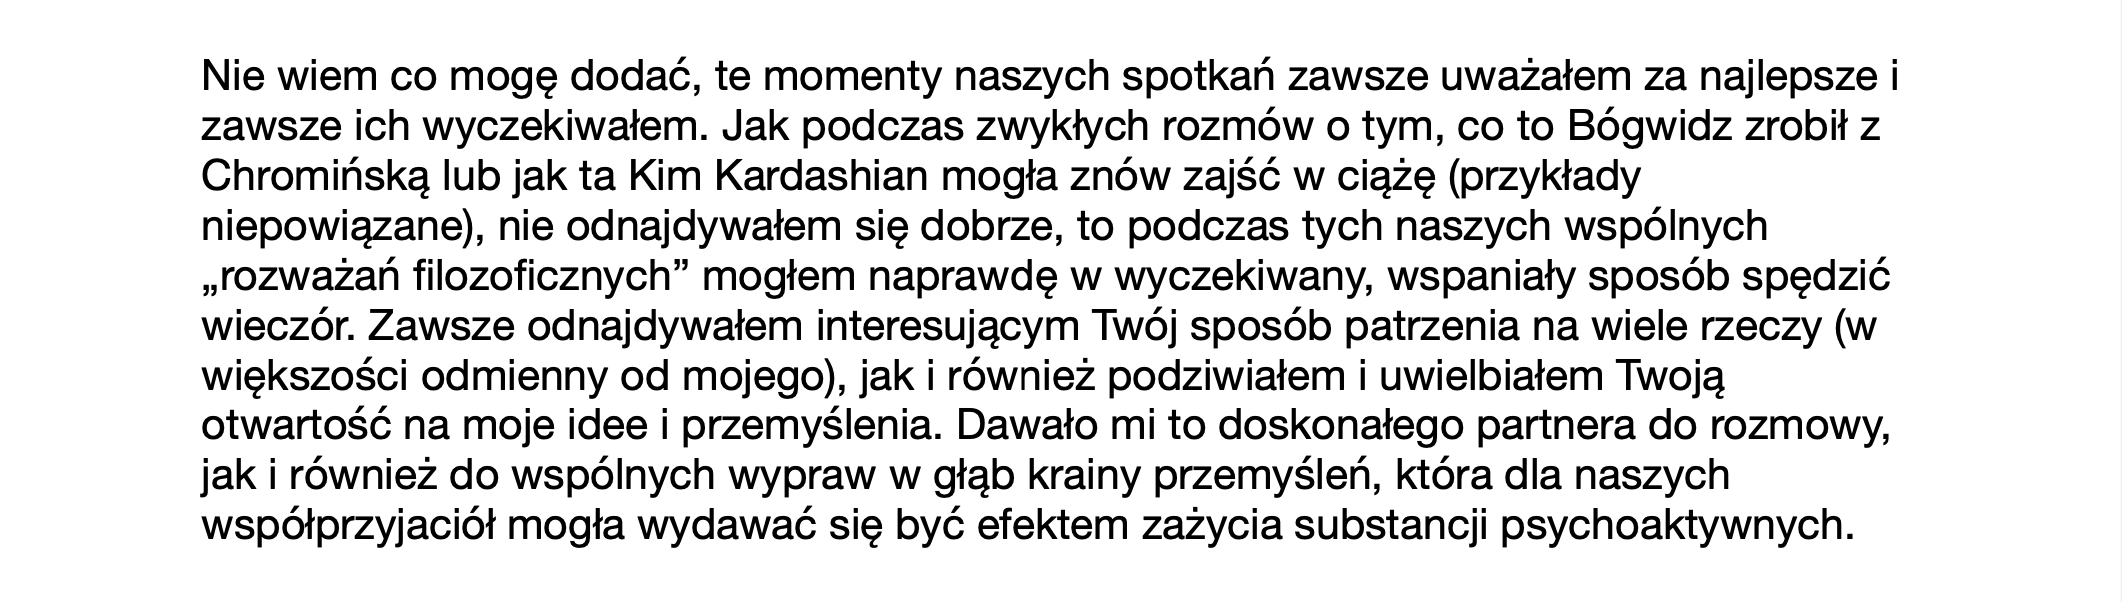 Nie wiem co mogę dodać, te momenty naszych spotkań zawsze uważałem za najlepsze i
zawsze ich wyczekiwałem. Jak podczas zwykłych rozmów o tym, co to Bógwidz zrobił z
Chromińską lub jak ta Kim Kardashian mogła znów zajść w ciążę (przykłady
niepowiązane), nie odnajdywałem się dobrze, to podczas tych naszych wspólnych
„rozważań filozoficznych” mogłem naprawdę w wyczekiwany, wspaniały sposób spędzić
wieczór. Zawsze odnajdywałem interesującym Twój sposób patrzenia na wiele rzeczy (w
większości odmienny od mojego), jak i również podziwiałem i uwielbiałem Twoją
otwartość na moje idee i przemyślenia. Dawało mi to doskonałego partnera do rozmowy,
jak i również do wspólnych wypraw w głąb krainy przemyśleń, która dla naszych
współprzyjaciół mogła wydawać się być efektem zażycia substancji psychoaktywnych.